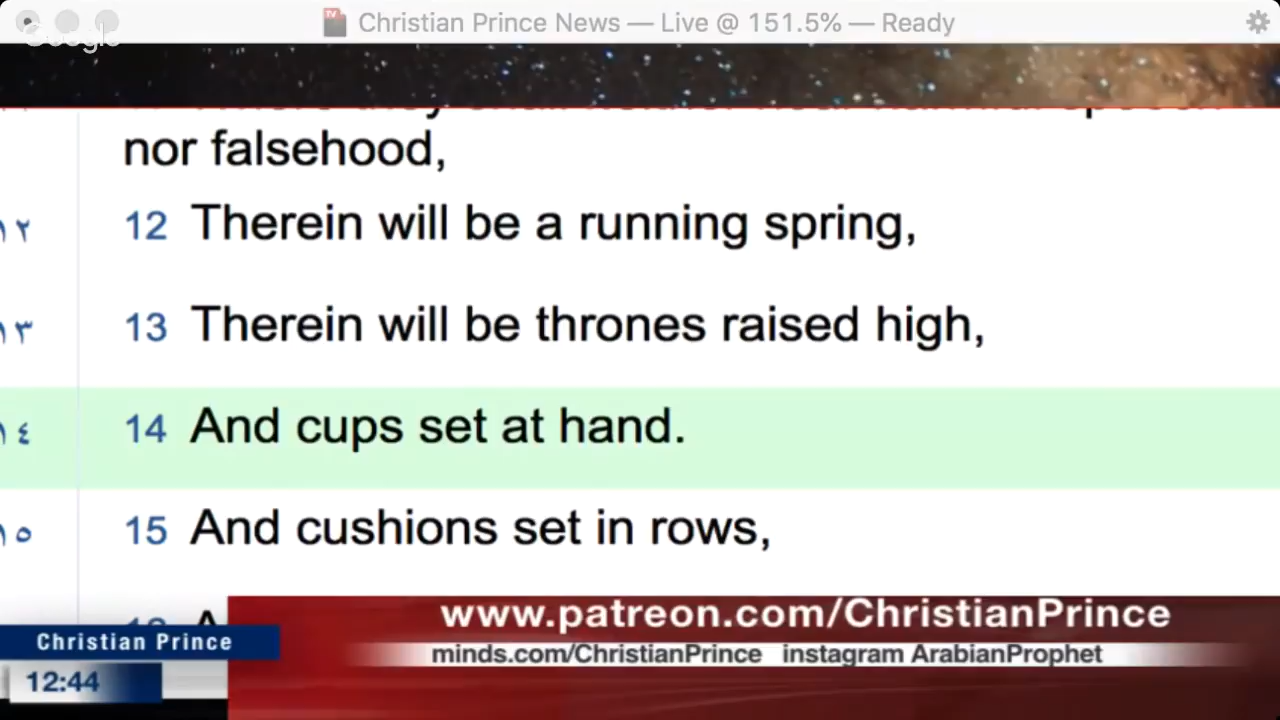 Christian Prince News — Live @ 151.5% — Ready
Google
nor falsehood,
١٢ 12 Therein will be a running spring,
١٣ 13 Therein will be thrones raised high,
١٤ 14 And cups set at hand.
١٥ 15 And cushions set in rows,
www.patreon.com/ChristianPrince
Christian Prince
minds.com/ChristianPrince instagram ArabianProphet
12:44